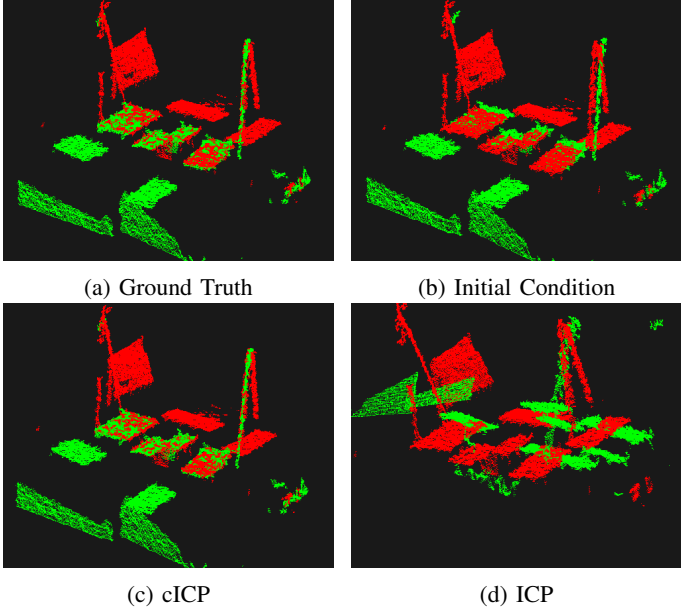 (a) Ground Truth
(b) Initial Condition
(c) cICP
(d) ICP